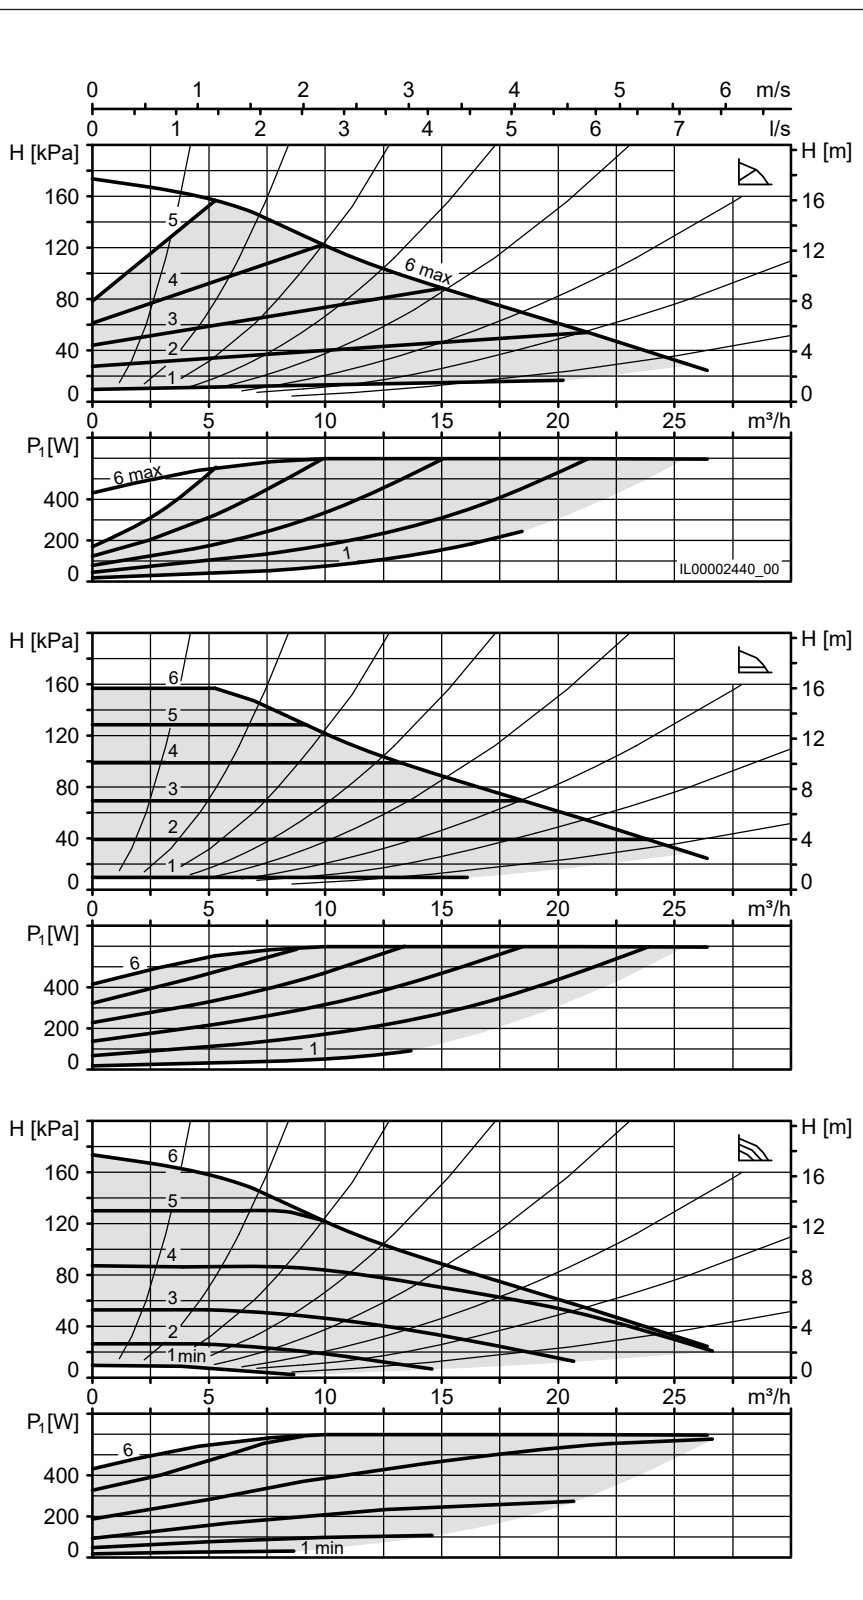 0 1 2 3 4 5 6 m/s
0 1 2 3 4 5 6 7 l/s
H [kPa] H [m]
160 5 16
120 4 6 max 12
80 3 8
40 2 4
0 1 0
0 5 10 15 20 25 m³/h
P₁[W]
6 max
400
200
0 1 IL00002440_00
H [kPa] H [m]
160 6 16
120 5 12
80 4 8
40 3 4
0 2 0
1
0 5 10 15 20 25 m³/h
P₁[W]
6
400
200
0 1
H [kPa] H [m]
160 6 16
120 5 12
80 4 8
40 3 4
0 2 0
1min
0 5 10 15 20 25 m³/h
P₁[W]
6
400
200
0 1 min